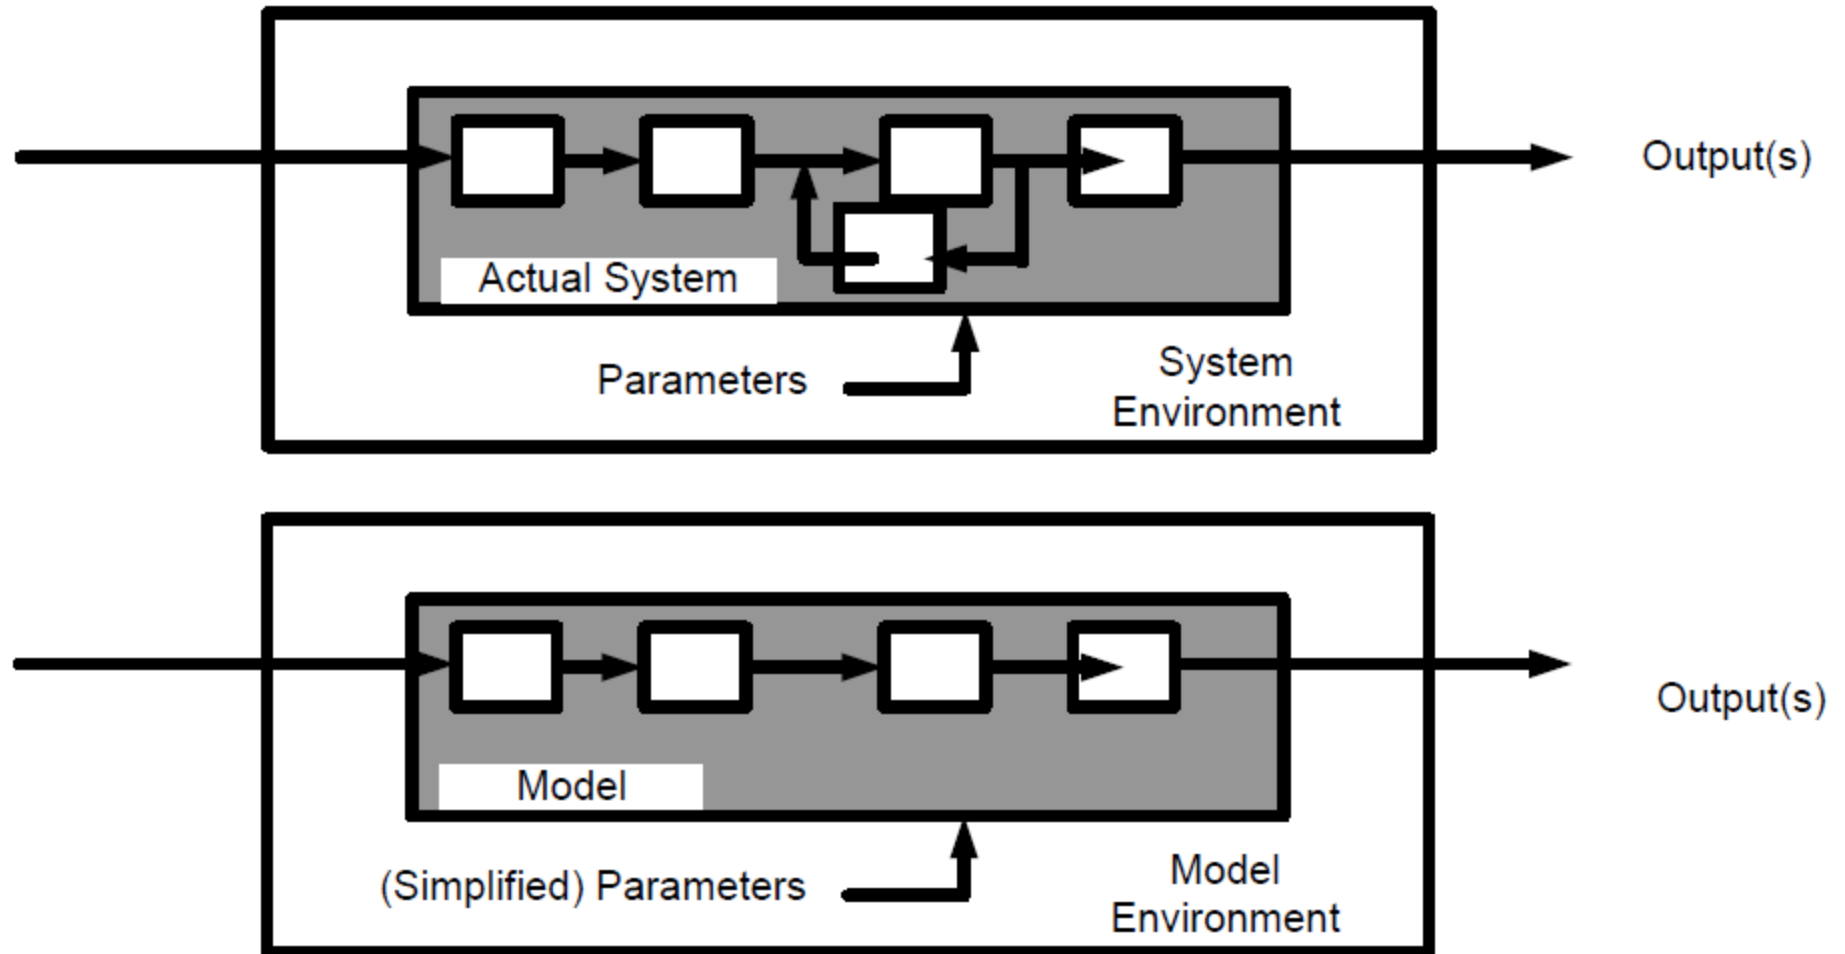 Output(s)
Actual System
Parameters
System
Environment
Output(s)
Model
(Simplified) Parameters
Model
Environment